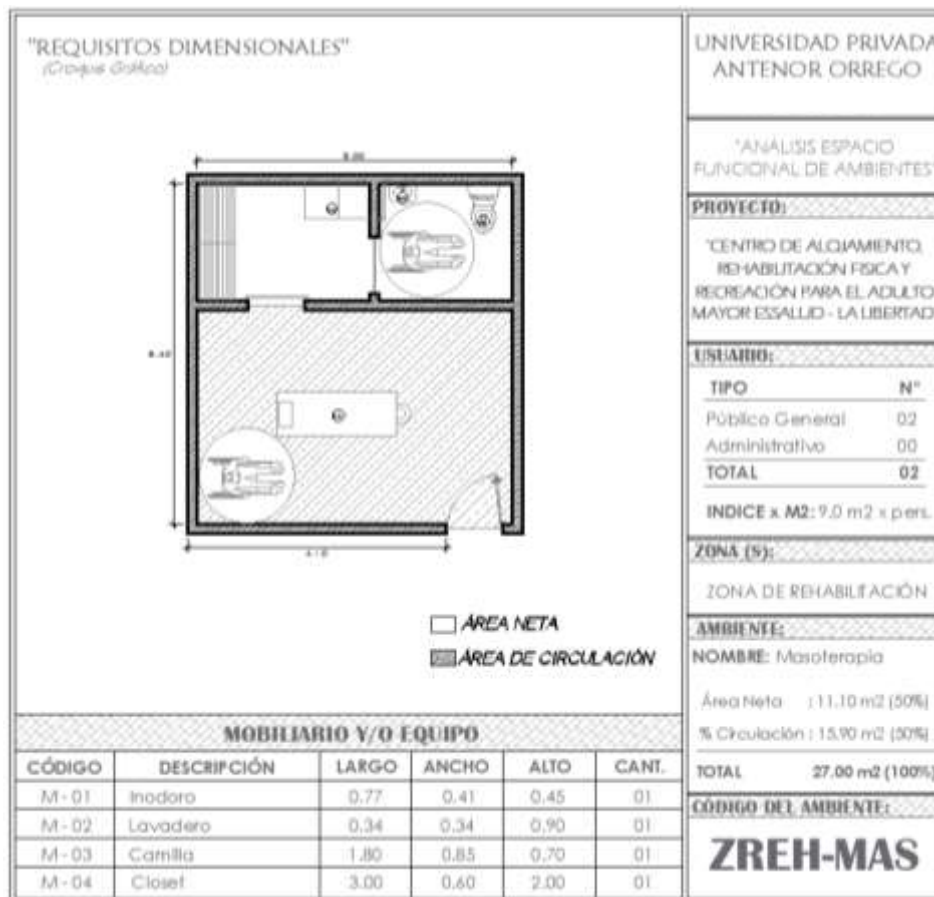 "REQUISITOS DIMENSIONALES"
(Croquis Gráfico)
ÁREA NETA
ÁREA DE CIRCULACIÓN
MOBILIARIO Y/O EQUIPO
CÓDIGO DESCRIPCIÓN LARGO ANCHO ALTO CANT.
M - 01 Inodoro 0.77 0.41 0.45 01
M - 02 Lavadero 0.34 0.34 0.90 01
M - 03 Camilla 1.80 0.85 0.70 01
M - 04 Closet 3.00 0.60 2.00 01
UNIVERSIDAD PRIVADA
ANTENOR ORREGO
"ANÁLISIS ESPACIO
FUNCIONAL DE AMBIENTES"
PROYECTO:
"CENTRO DE ALOJAMIENTO,
REHABILITACIÓN FISICA Y
RECREACIÓN PARA EL ADULTO
MAYOR ESSALUD - LA LIBERTAD
USUARIO:
TIPO N°
Público General 02
Administrativo 00
TOTAL 02
INDICE x M2: 9.0 m2 x pers.
ZONA (S):
ZONA DE REHABILITACIÓN
AMBIENTE:
NOMBRE: Masoterapia
Área Neta : 11.10 m2 (50%)
% Circulación : 15.90 m2 (50%)
TOTAL 27.00 m2 (100%)
CÓDIGO DEL AMBIENTE:
ZREH-MAS